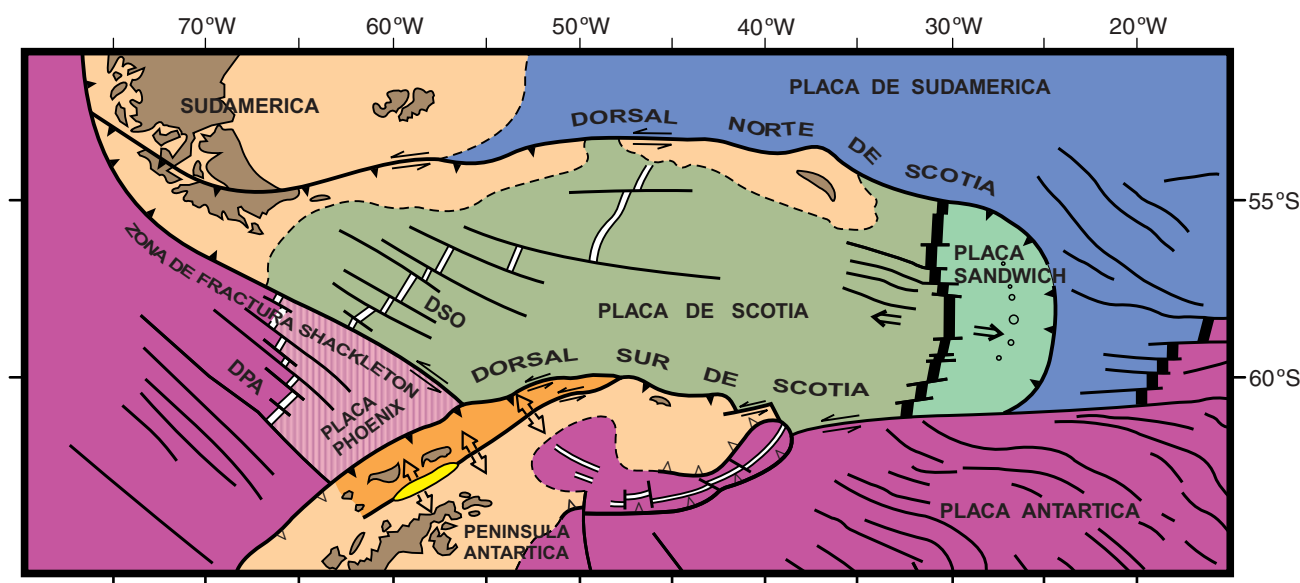 70°W 60°W 50°W 40°W 30°W 20°W
PLACA DE SUDAMERICA
SUDAMERICA
DORSAL NORTE DE SCOTIA
55°S
ZONA DE FRACTURA SHACKLETON
PLACA
SANDWICH
DSO
PLACA DE SCOTIA
DPA
PLACA
PHOENIX
DORSAL SUR DE SCOTIA
60°S
PLACA ANTARTICA
PENINSULA
ANTARTICA